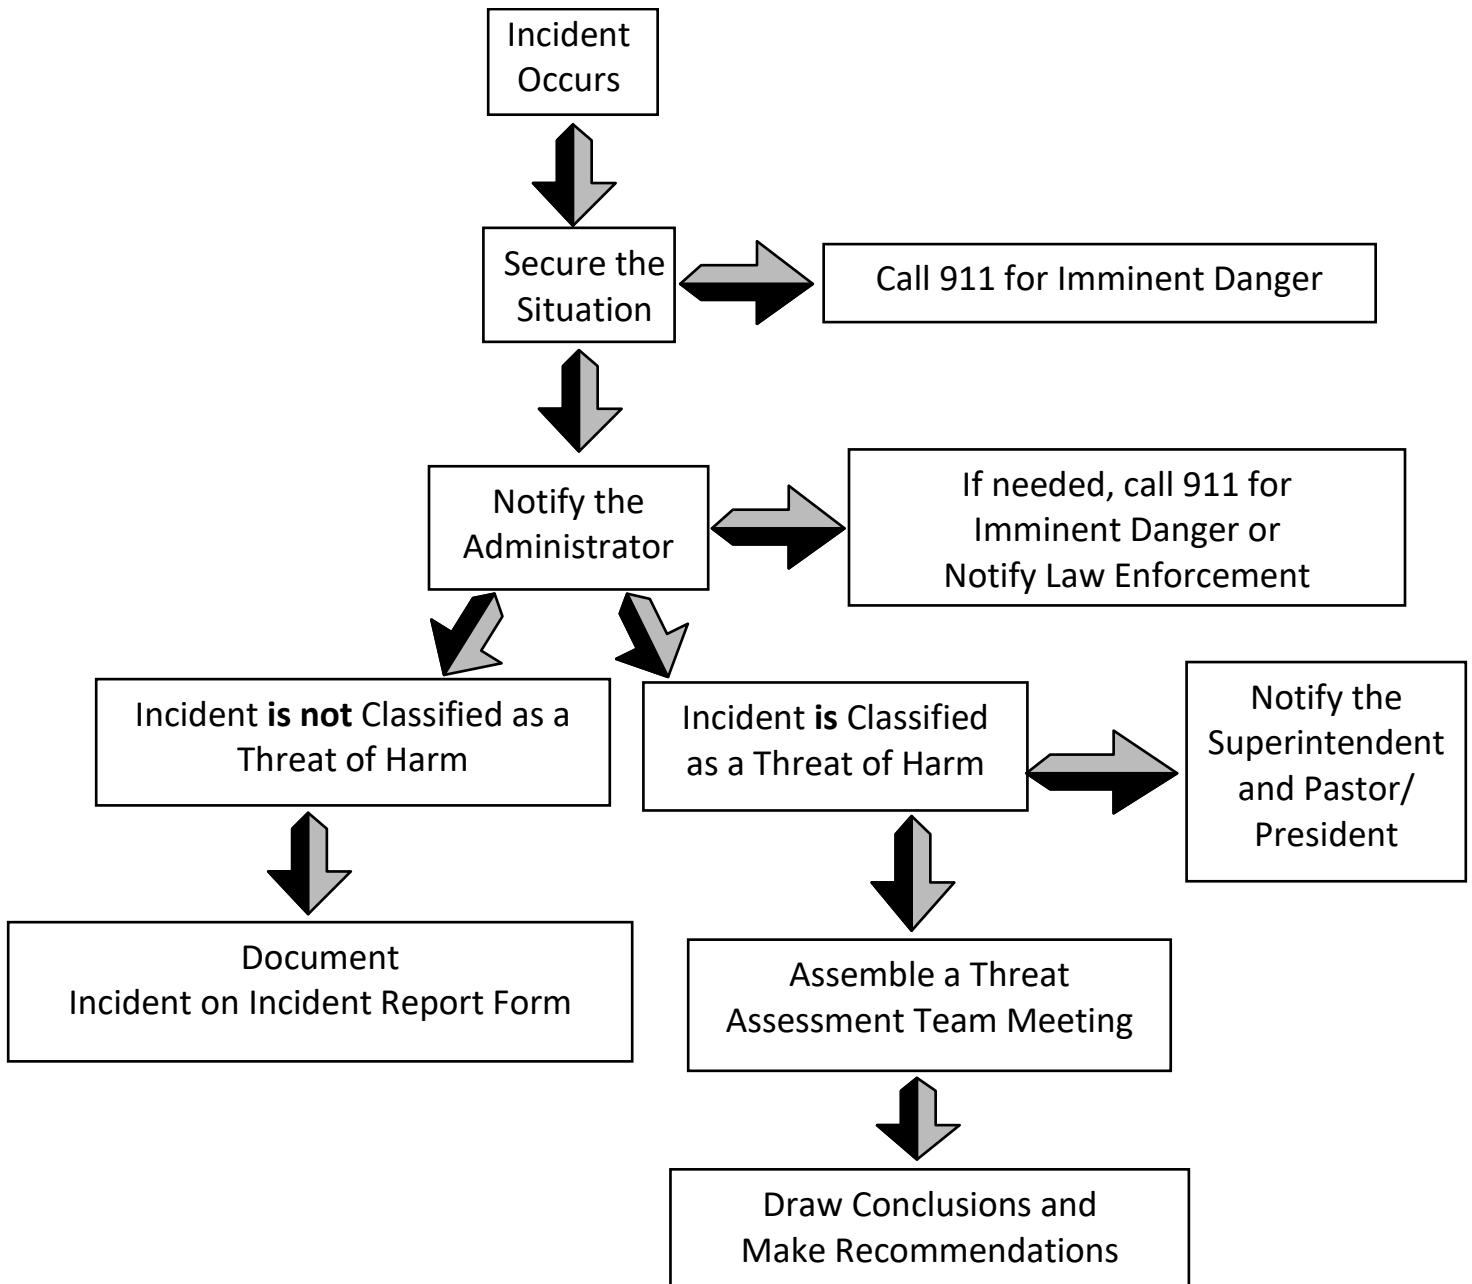 Incident
Occurs
Secure the
Situation
Call 911 for Imminent Danger
Notify the
Administrator
If needed, call 911 for
Imminent Danger or
Notify Law Enforcement
Incident is not Classified as a
Threat of Harm
Incident is Classified
as a Threat of Harm
Notify the
Superintendent
and Pastor/
President
Document
Incident on Incident Report Form
Assemble a Threat
Assessment Team Meeting
Draw Conclusions and
Make Recommendations